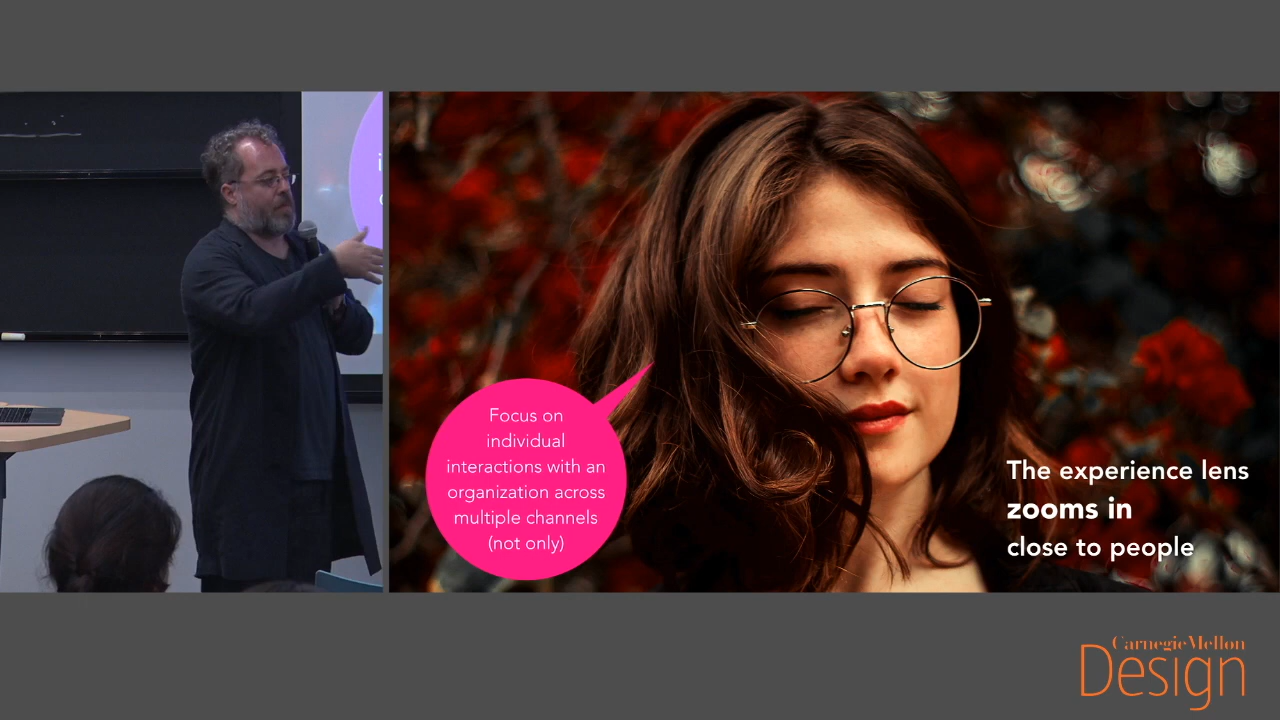 Focus on
individual
interactions with an
organization across
multiple channels
(not only)
The experience lens
zooms in
close to people
Carnegie Mellon
Design